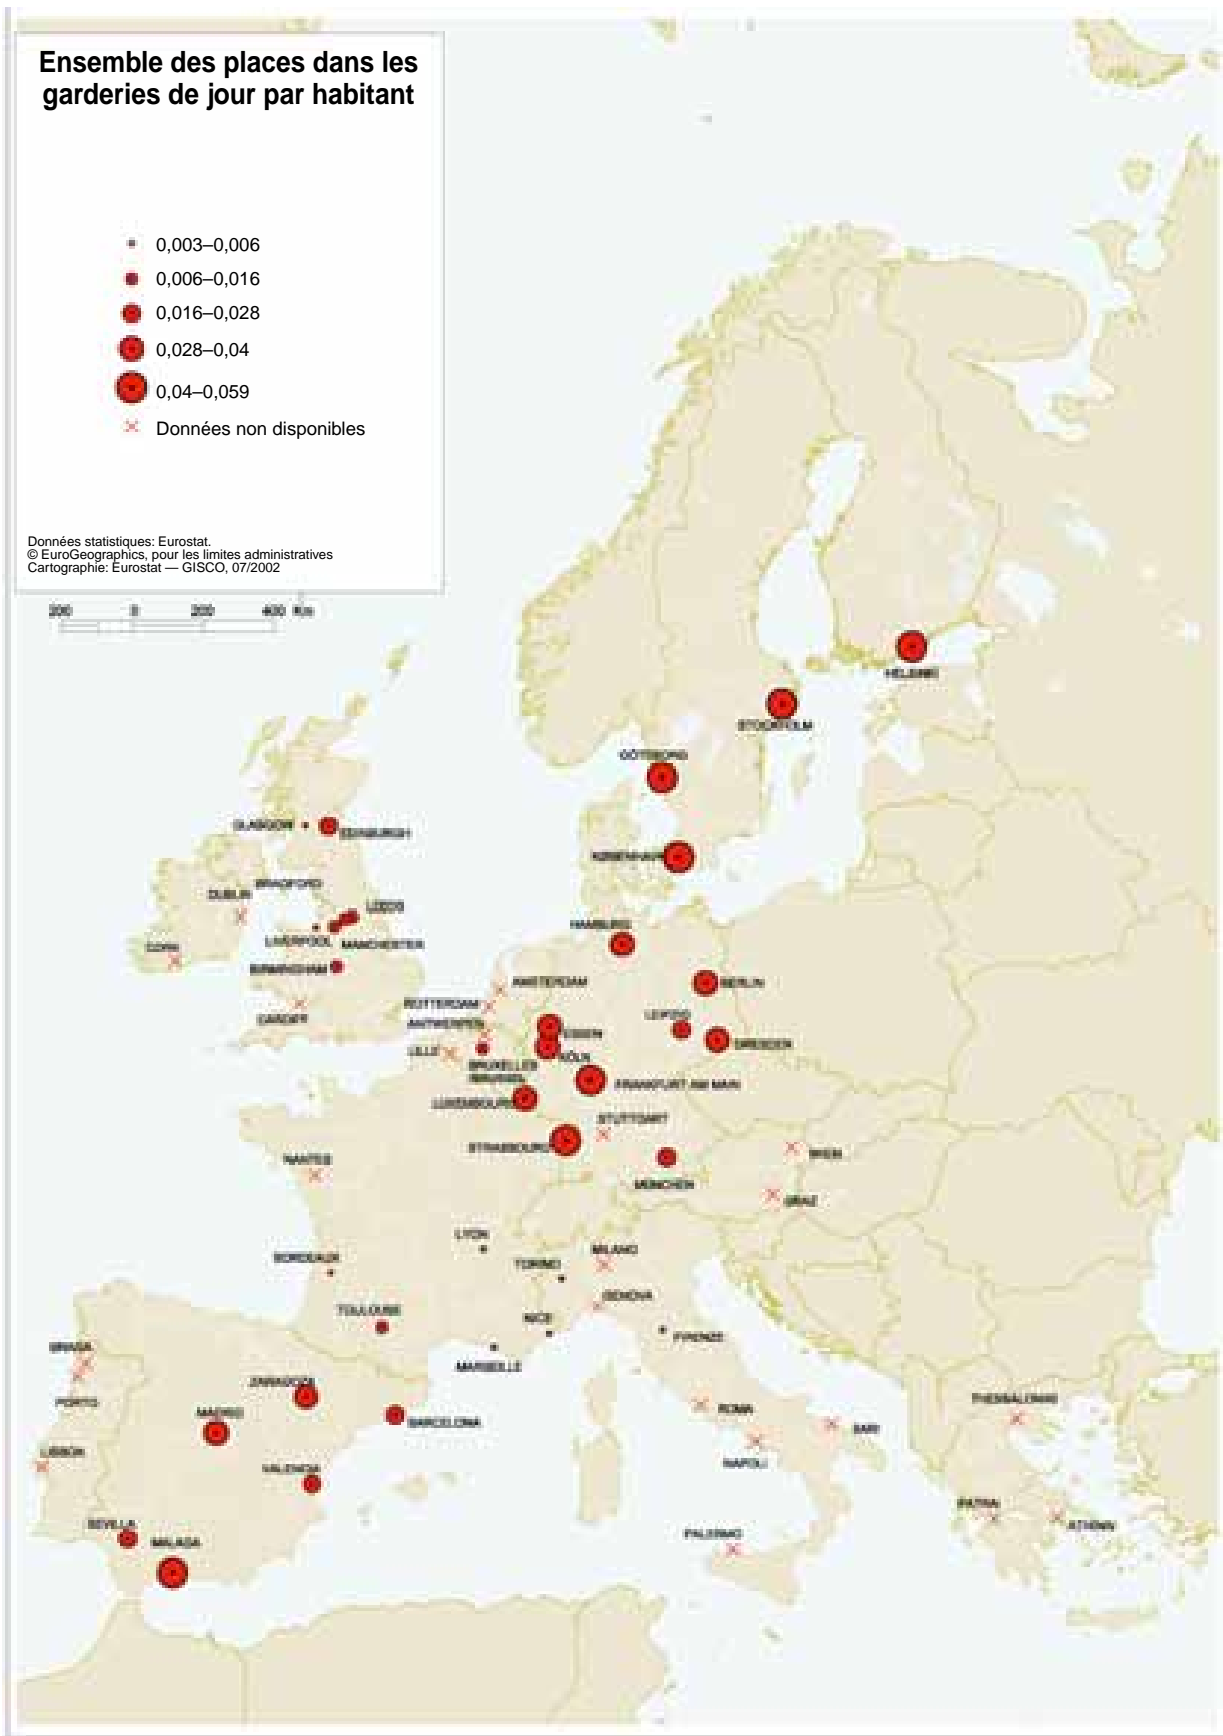 Ensemble des places dans les
garderies de jour par habitant
0,003–0,006
0,006–0,016
0,016–0,028
0,028–0,04
0,04–0,059
Données non disponibles
Données statistiques: Eurostat.
© EuroGeographics, pour les limites administratives
Cartographie: Eurostat — GISCO, 07/2002
200 0 200 400 Km
HELSINKI
STOCKHOLM
GÖTEBORG
GLASGOW
EDINBURGH
KØBENHAVN
BRADFORD
DUBLIN
LEEDS
HAMBURG
LIVERPOOL MANCHESTER
CORK
BIRMINGHAM
AMSTERDAM
BERLIN
ROTTERDAM
CARDIFF
ANTWERPEN
LEIPZIG
ESSEN
DRESDEN
LILLE
KÖLN
BRUXELLES
BRUSSEL
FRANKFURT AM MAIN
LUXEMBOURG
STUTTGART
STRASBOURG
WIEN
NANTES
MÜNCHEN
GRAZ
LYON
MILANO
BORDEAUX
TORINO
GENOVA
TOULOUSE
NICE
FIRENZE
BRAGA
MARSEILLE
ZARAGOZA
PORTO
THESSALONIKI
MADRID
ROMA
BARCELONA
BARI
LISBOA
NAPOLI
VALENCIA
PATRA
SEVILLA
ATHINA
PALERMO
MALAGA